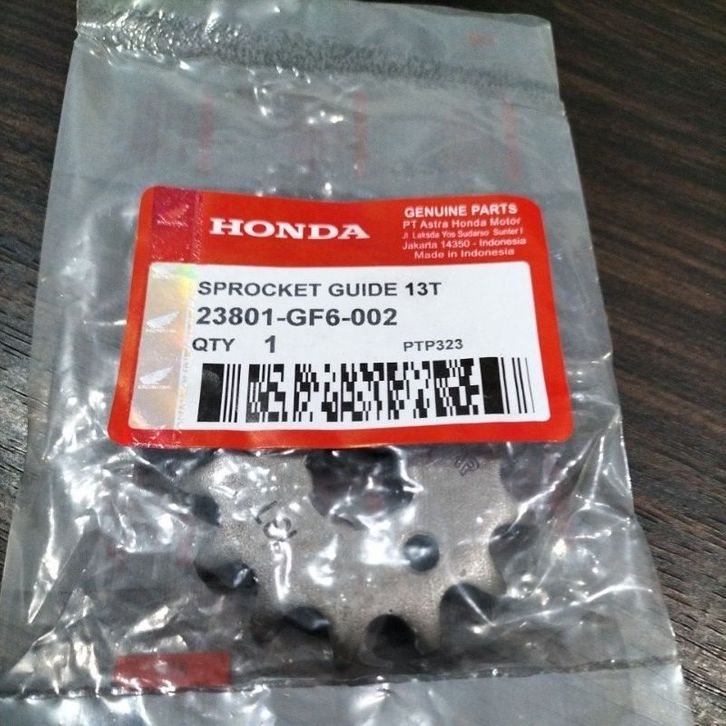 HONDA
GENUINE PARTS
PT Astra Honda Motor
Jl Laksda Yos Sudarso Sunter I
Jakarta 14350 - Indonesia
Made in Indonesia
SPROCKET GUIDE 13T
23801-GF6-002
QTY 1 PTP323
13T